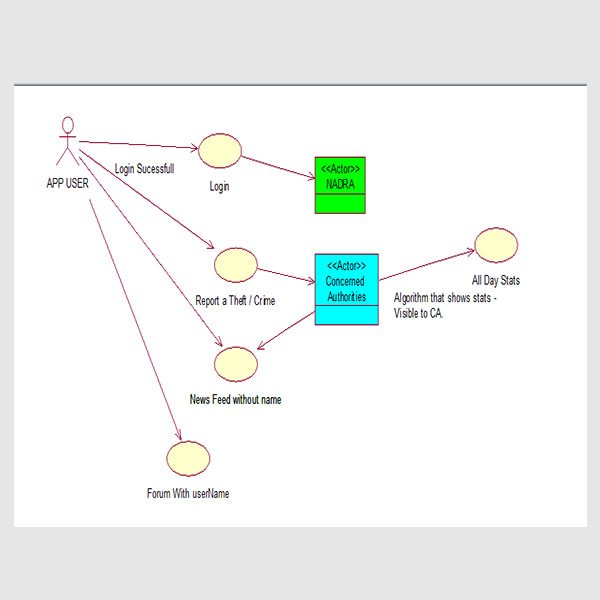 Login Sucessfull
APP USER
Login
<<Actor>>
NADRA
Report a Theft / Crime
<<Actor>>
Concerned
Authorities
All Day Stats
Algorithm that shows stats -
Visible to CA.
News Feed without name
Forum With userName